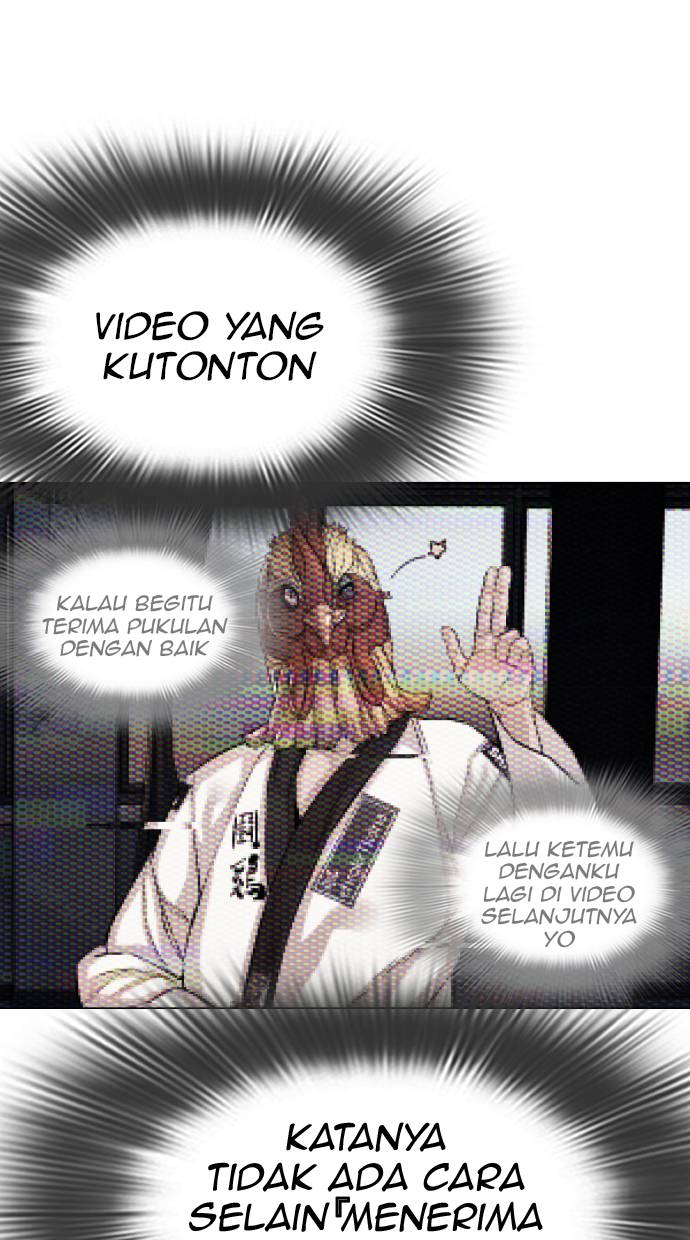 VIDEO YANG
KUTONTON
KALAU BEGITU
TERIMA PUKULAN
DENGAN BAIK
LALU KETEMU
DENGANKU
LAGI DI VIDEO
SELANJUTNYA
YO
KATANYA
TIDAK ADA CARA
SELAIN『MENERIMA